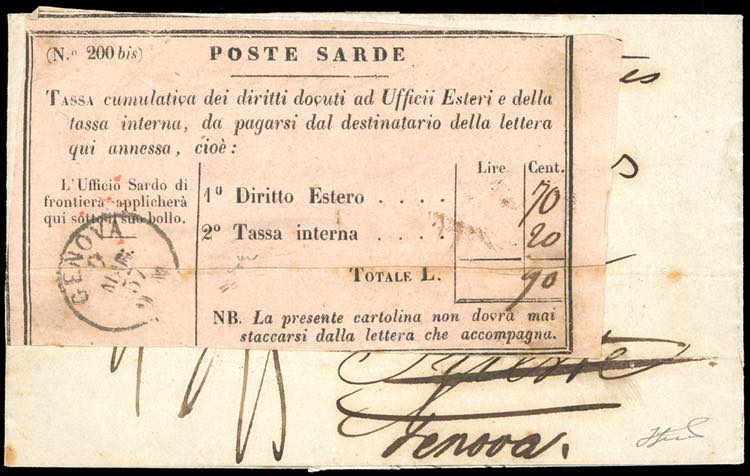 (N.º 200 bis) POSTE SARDE
TASSA cumulativa dei diritti dovuti ad Ufficii Esteri e della
tassa interna, da pagarsi dal destinatario della lettera
qui annessa, cioè:
L'Ufficio Sardo di
frontiera applicherà
qui sotto il suo bollo.
GENOVA
Lire Cent.
1º Diritto Estero . . . . 70
2º Tassa interna . . . . 20
TOTALE L. 90
NB. La presente cartolina non dovrà mai
staccarsi dalla lettera che accompagna.
Genova.